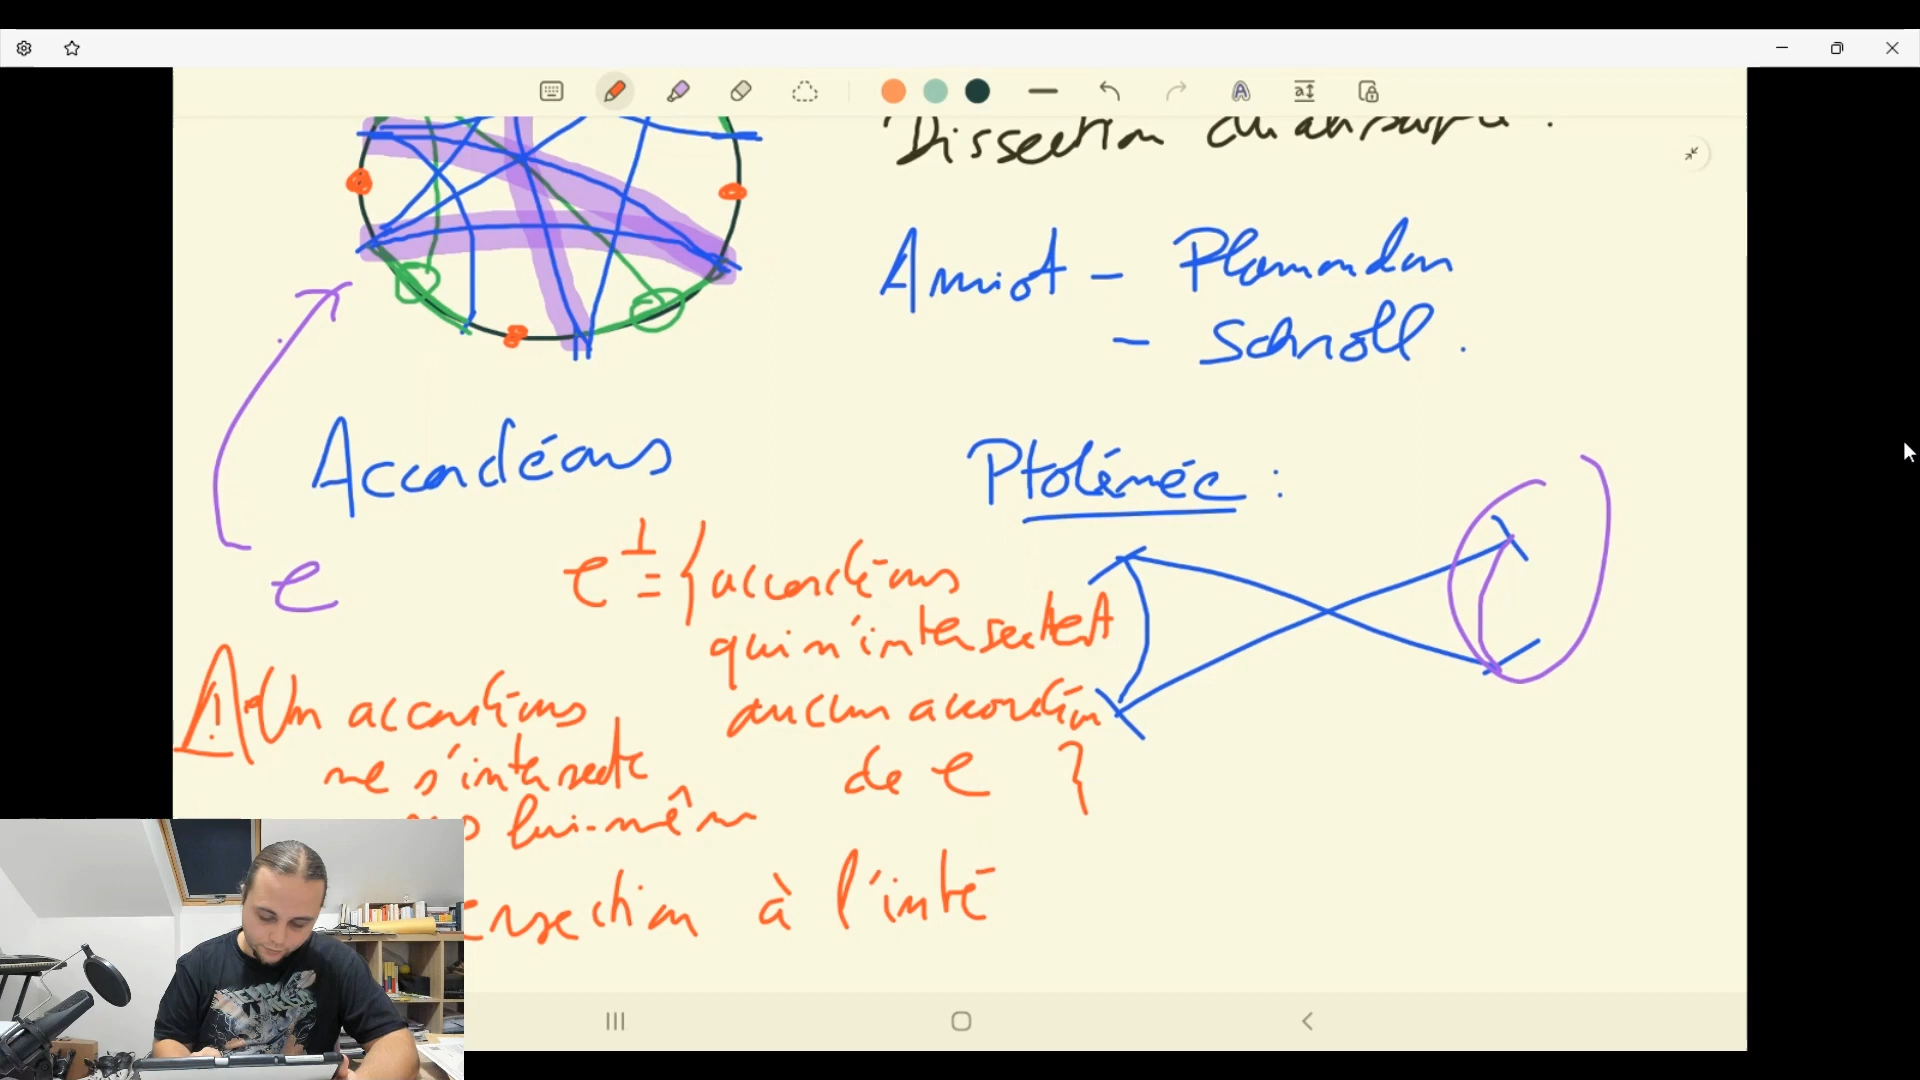 Dissection
Amiot - Plamondon
- Schroll.
Accordéons
Ptolémée :
e
e⊥ = { accordéons
qui n'intersectent
aucun accordéon
de e }
! Un accordéons
ne s'intersecte
lui-même
ersection à l'inté